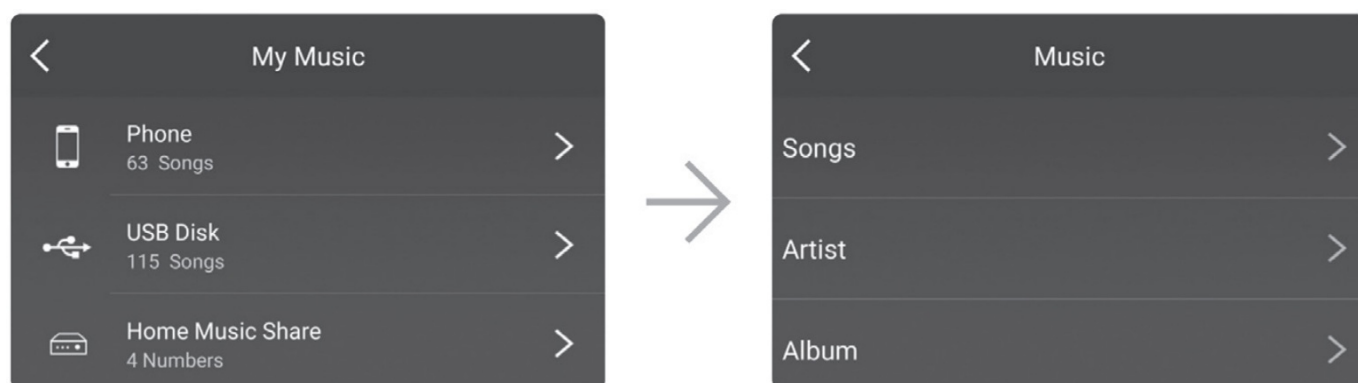 My Music
Phone
63 Songs
USB Disk
115 Songs
Home Music Share
4 Numbers
Music
Songs
Artist
Album